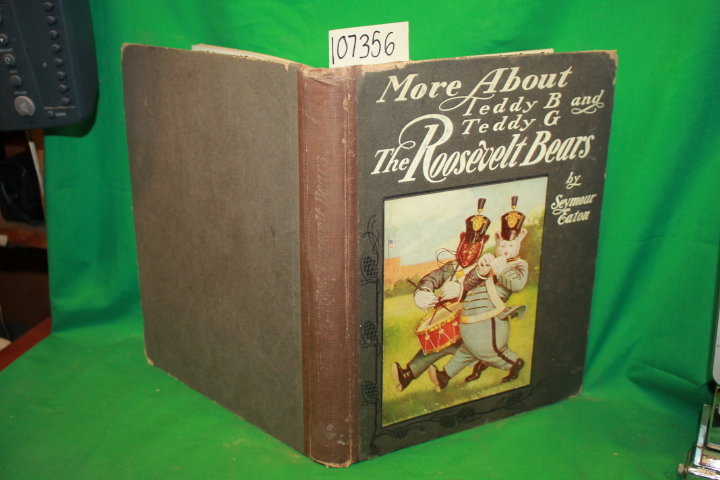 107356
More About
Teddy B and
Teddy G
The Roosevelt Bears
by
Seymour
Eaton